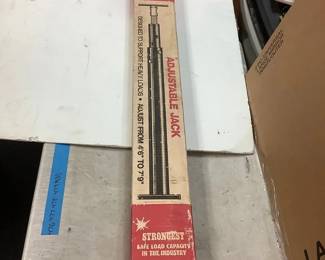 ADJUSTABLE JACK
DESIGNED TO SUPPORT HEAVY LOADS • ADJUST FROM 4'8" TO 7'9"
STRONGEST
SAFE LOAD CAPACITY
IN THE INDUSTRY